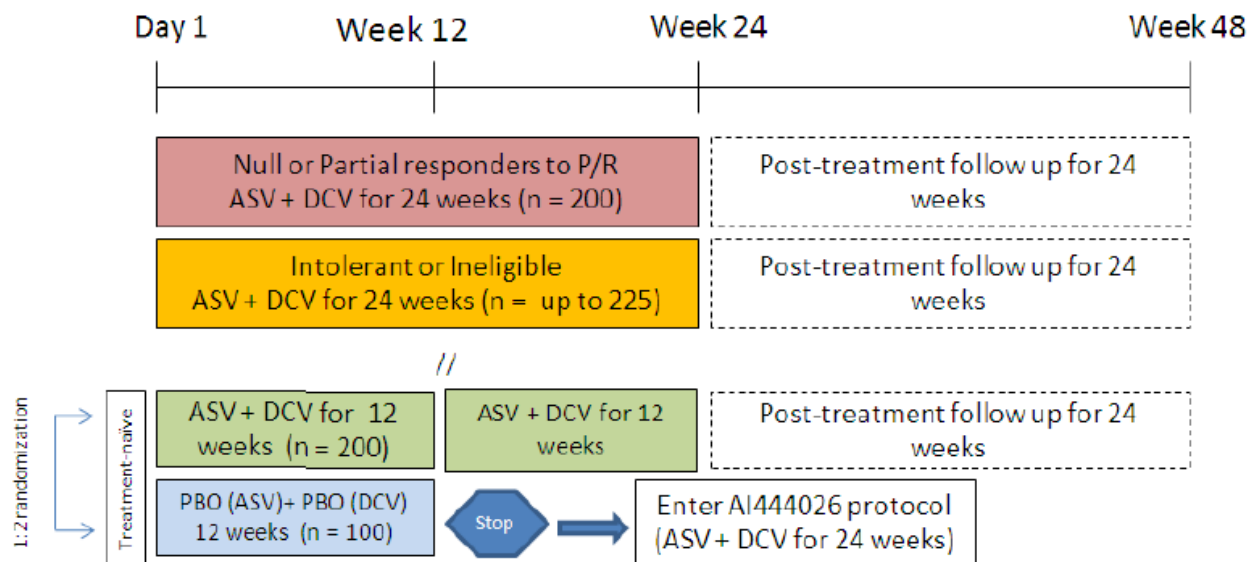 Day 1
Week 12
Week 24
Week 48
Null or Partial responders to P/R
ASV + DCV for 24 weeks (n = 200)
Post-treatment follow up for 24
weeks
Intolerant or Ineligible
ASV + DCV for 24 weeks (n = up to 225)
Post-treatment follow up for 24
weeks
//
1:2 randomization
Treatment-naïve
ASV + DCV for 12
weeks (n = 200)
ASV + DCV for 12
weeks
Post-treatment follow up for 24
weeks
PBO (ASV)+ PBO (DCV)
12 weeks (n = 100)
Stop
Enter AI444026 protocol
(ASV + DCV for 24 weeks)